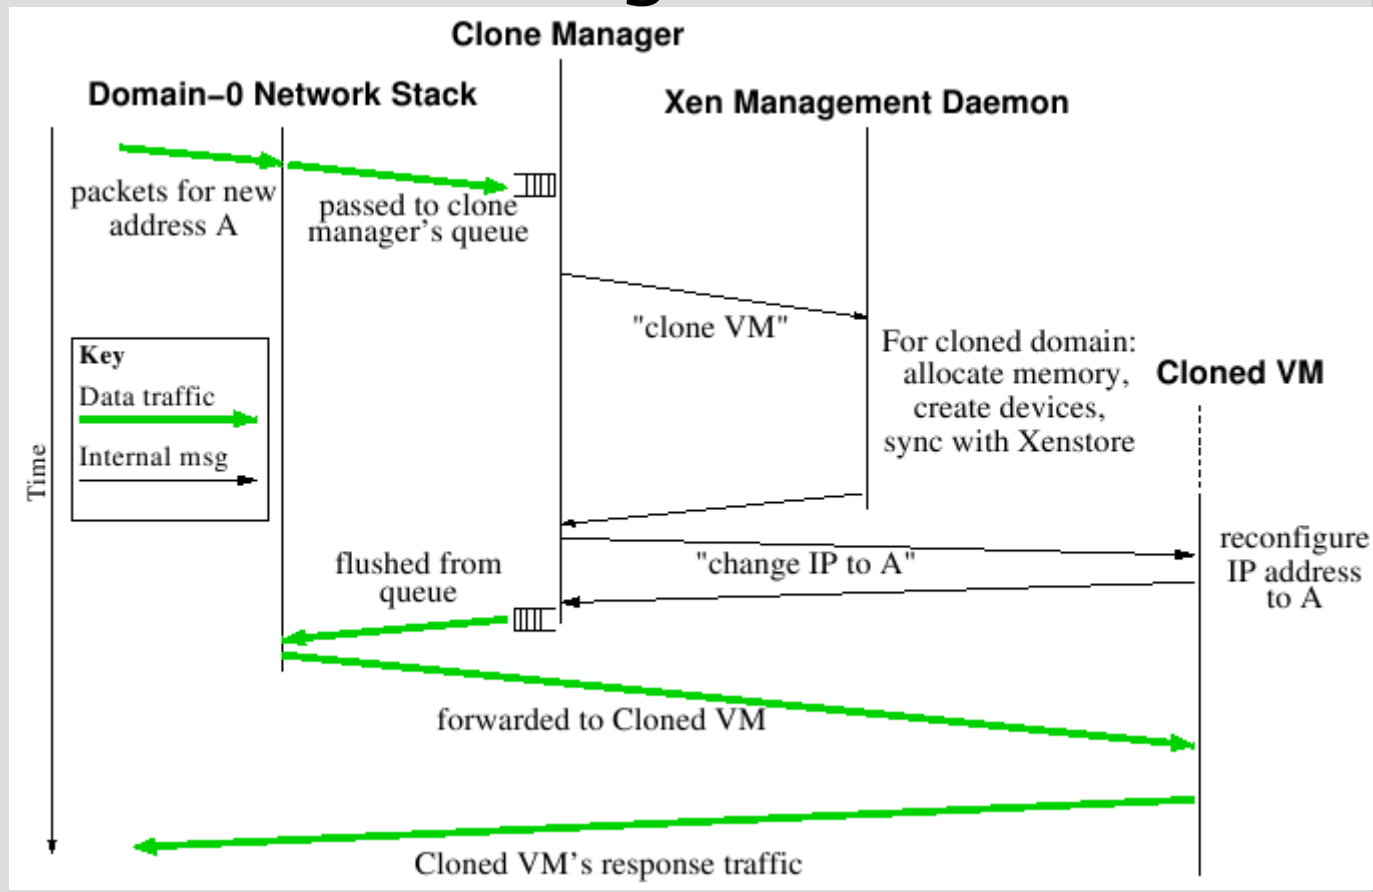 Clone Manager
Domain–0 Network Stack
Xen Management Daemon
packets for new
address A
passed to clone
manager's queue
"clone VM"
For cloned domain:
allocate memory,
create devices,
sync with Xenstore
Cloned VM
Key
Data traffic
Internal msg
Time
flushed from
queue
"change IP to A"
reconfigure
IP address
to A
forwarded to Cloned VM
Cloned VM's response traffic